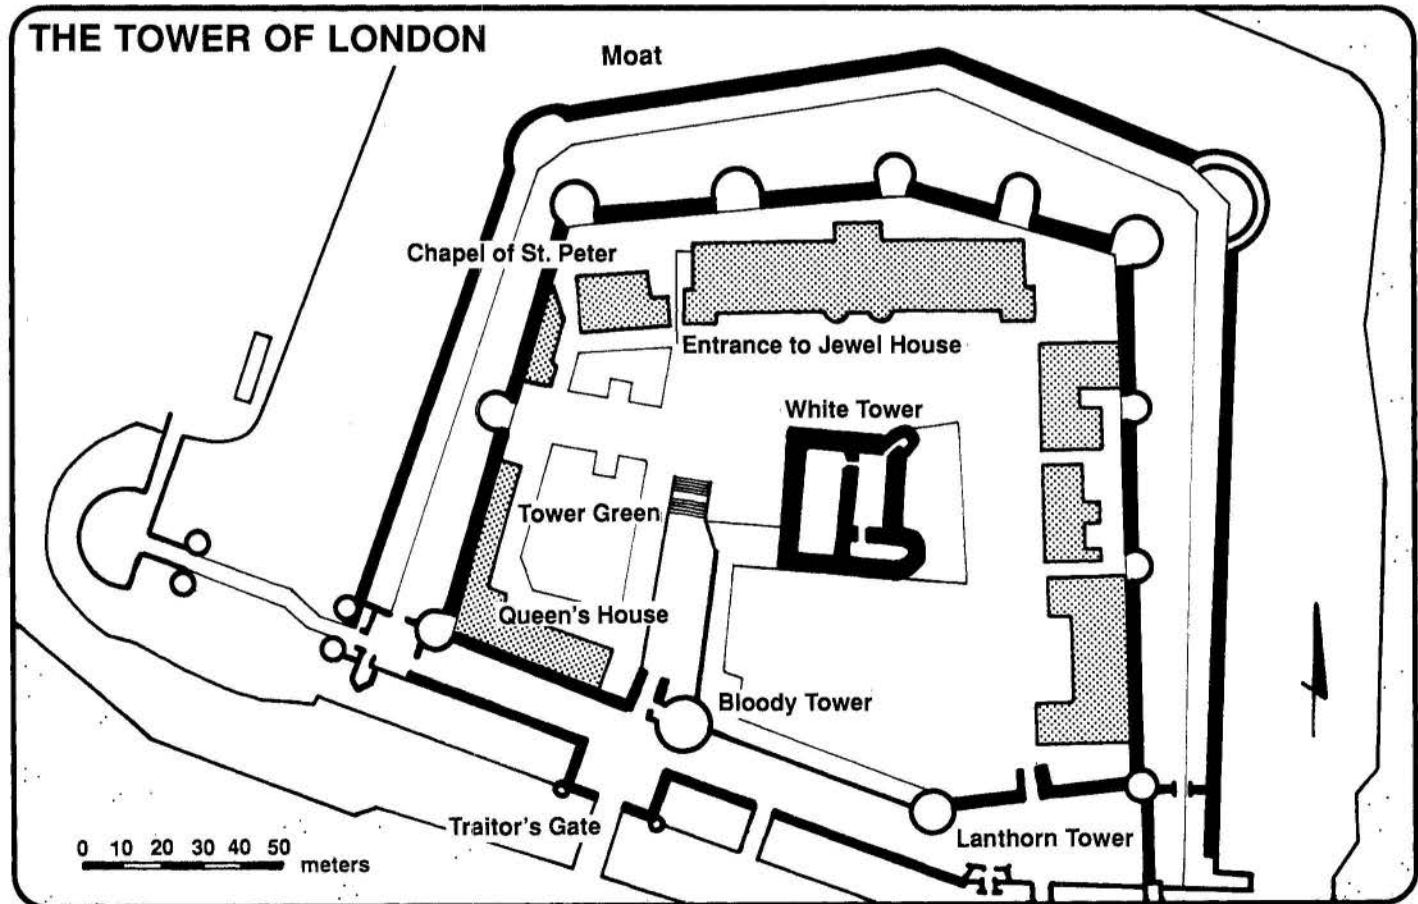 THE TOWER OF LONDON
Moat
Chapel of St. Peter
Entrance to Jewel House
White Tower
Tower Green
Queen's House
Bloody Tower
Traitor's Gate
Lanthorn Tower
0 10 20 30 40 50 meters